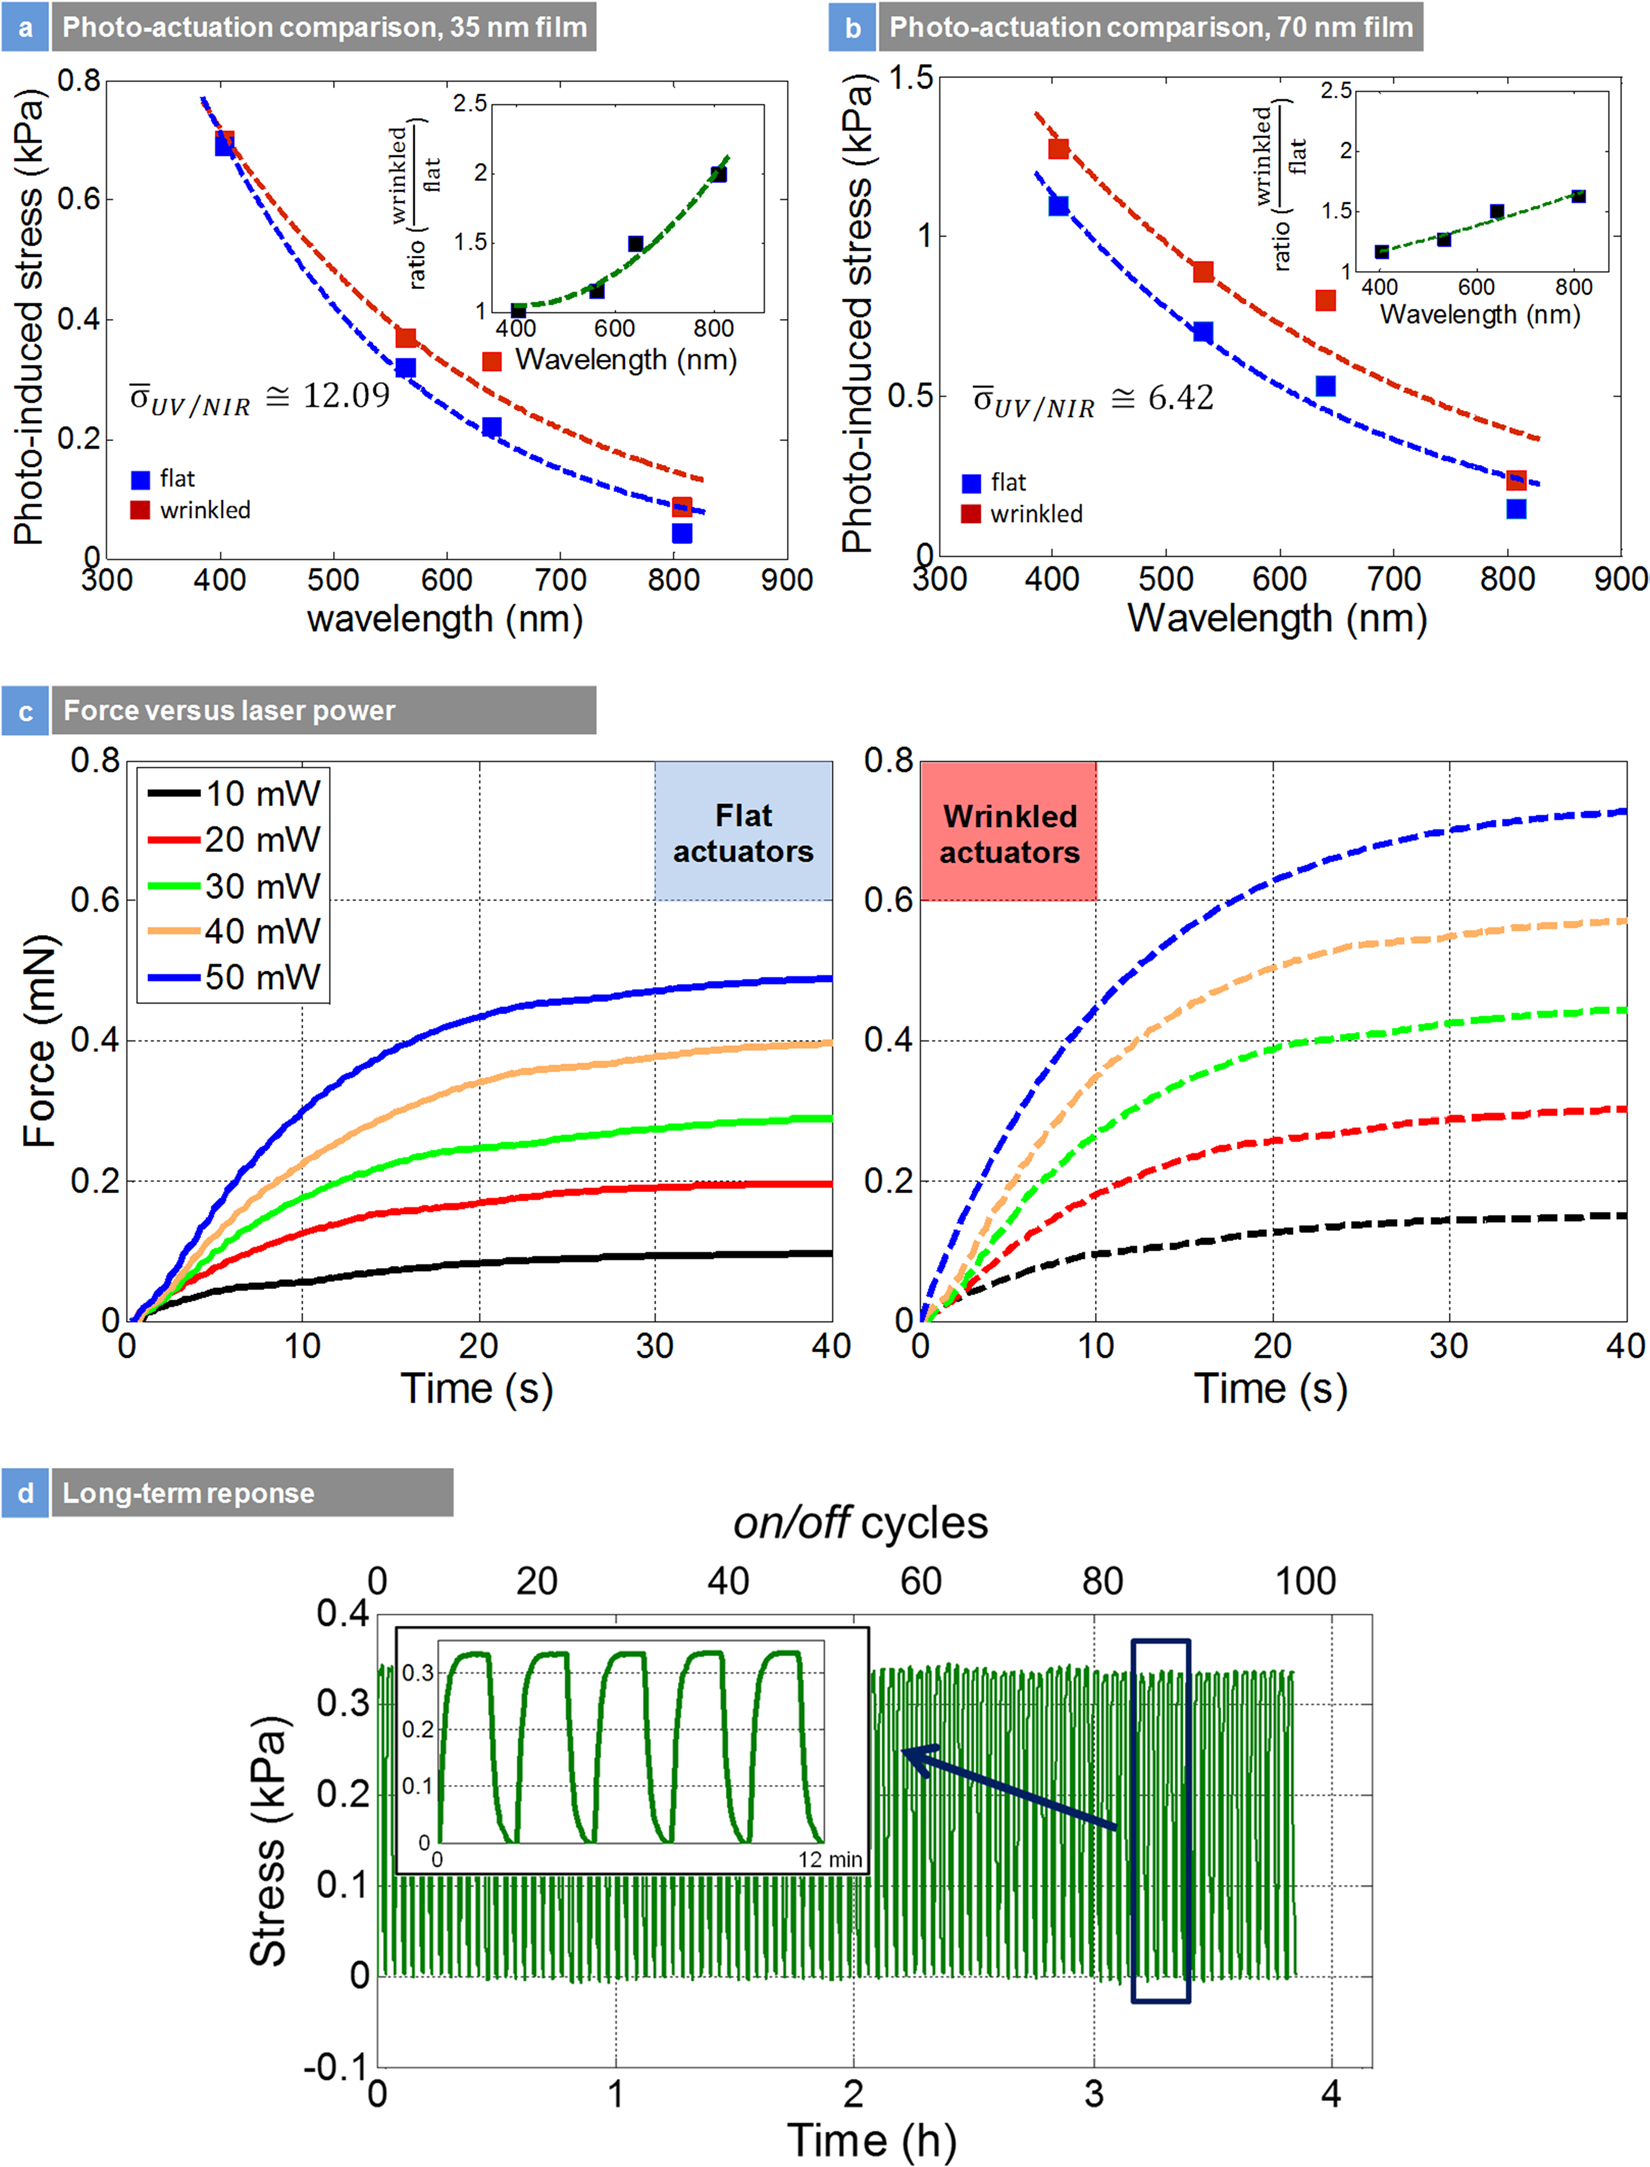 a Photo-actuation comparison, 35 nm film
Photo-induced stress (kPa)
0.8
0.6
0.4
0.2
0
300 400 500 600 700 800 900
wavelength (nm)
σ̅UV/NIR ≅ 12.09
flat
wrinkled
ratio (wrinkled/flat)
2.5
2
1.5
1
400 600 800
Wavelength (nm)
b Photo-actuation comparison, 70 nm film
Photo-induced stress (kPa)
1.5
1
0.5
0
300 400 500 600 700 800 900
Wavelength (nm)
σ̅UV/NIR ≅ 6.42
flat
wrinkled
ratio (wrinkled/flat)
2.5
2
1.5
1
400 600 800
Wavelength (nm)
c Force versus laser power
Force (mN)
0.8
0.6
0.4
0.2
0
10 mW
20 mW
30 mW
40 mW
50 mW
Flat
actuators
0 10 20 30 40
Time (s)
0.8
0.6
0.4
0.2
0
Wrinkled
actuators
0 10 20 30 40
Time (s)
d Long-term reponse
on/off cycles
0 20 40 60 80 100
Stress (kPa)
0.4
0.3
0.2
0.1
0
-0.1
0.3
0.2
0.1
0
0 12 min
0 1 2 3 4
Time (h)